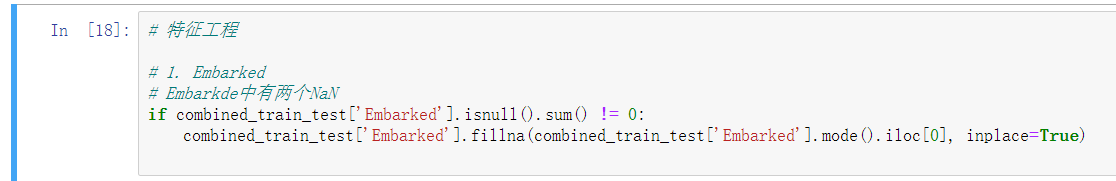 In [18]: # 特征工程
# 1. Embarked
# Embarkde中有两个NaN
if combined_train_test['Embarked'].isnull().sum() != 0:
    combined_train_test['Embarked'].fillna(combined_train_test['Embarked'].mode().iloc[0], inplace=True)